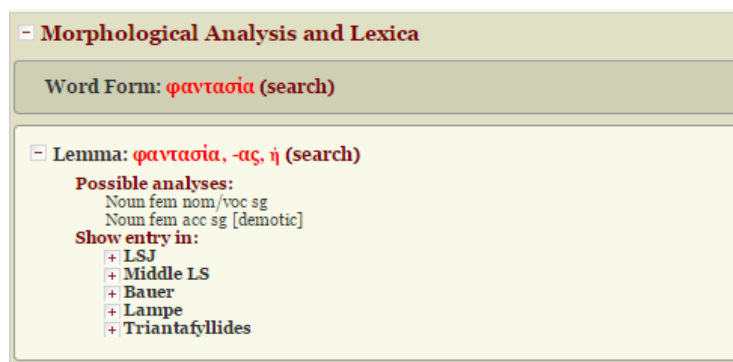 Morphological Analysis and Lexica
Word Form: φαντασία (search)
Lemma: φαντασία, -ας, ἡ (search)
Possible analyses:
Noun fem nom/voc sg
Noun fem acc sg [demotic]
Show entry in:
LSJ
Middle LS
Bauer
Lampe
Triantafyllides